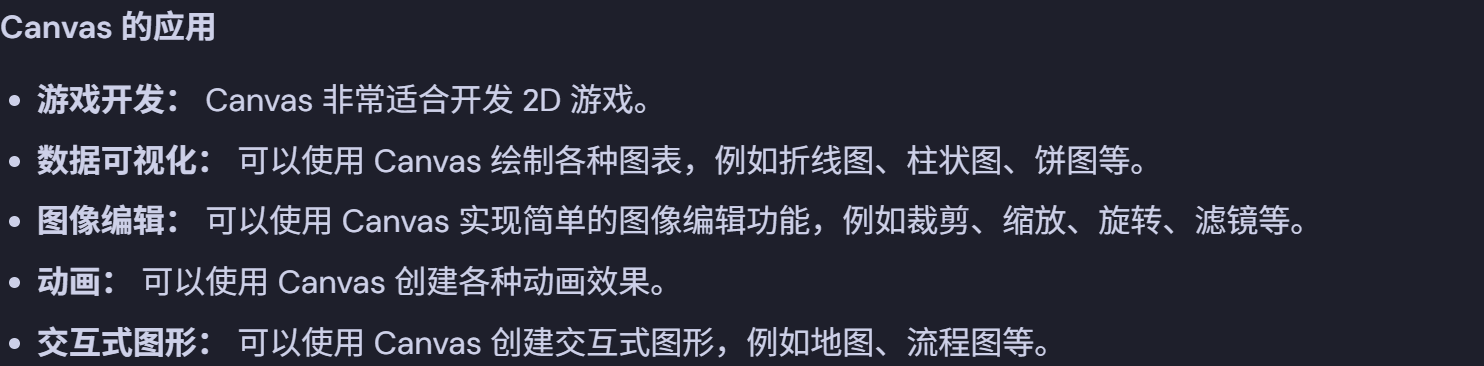 Canvas 的应用
• 游戏开发： Canvas 非常适合开发 2D 游戏。
• 数据可视化： 可以使用 Canvas 绘制各种图表，例如折线图、柱状图、饼图等。
• 图像编辑： 可以使用 Canvas 实现简单的图像编辑功能，例如裁剪、缩放、旋转、滤镜等。
• 动画： 可以使用 Canvas 创建各种动画效果。
• 交互式图形： 可以使用 Canvas 创建交互式图形，例如地图、流程图等。